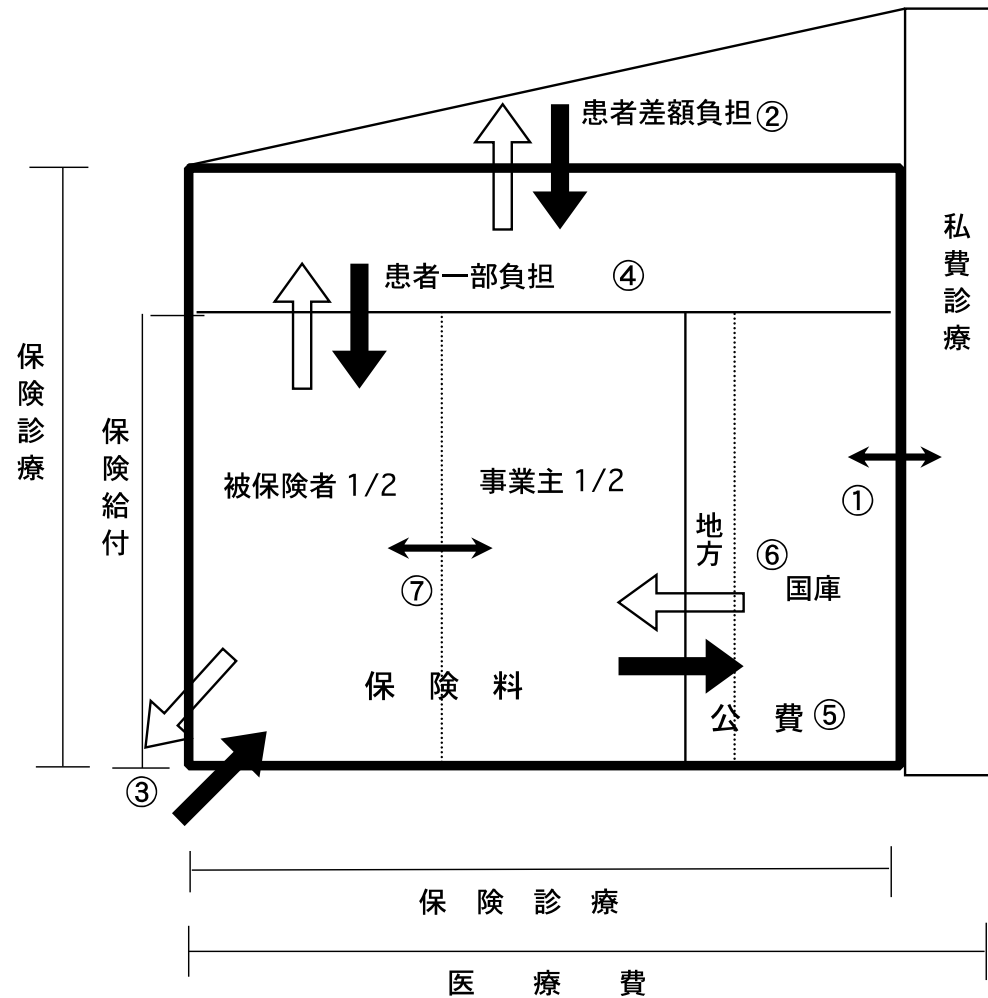 患者差額負担②
私費診療
患者一部負担 ④
保険診療
保険給付
被保険者 1/2
事業主 1/2
①
地方
⑥
国庫
⑦
保険料
公費⑤
③
保険診療
医療費